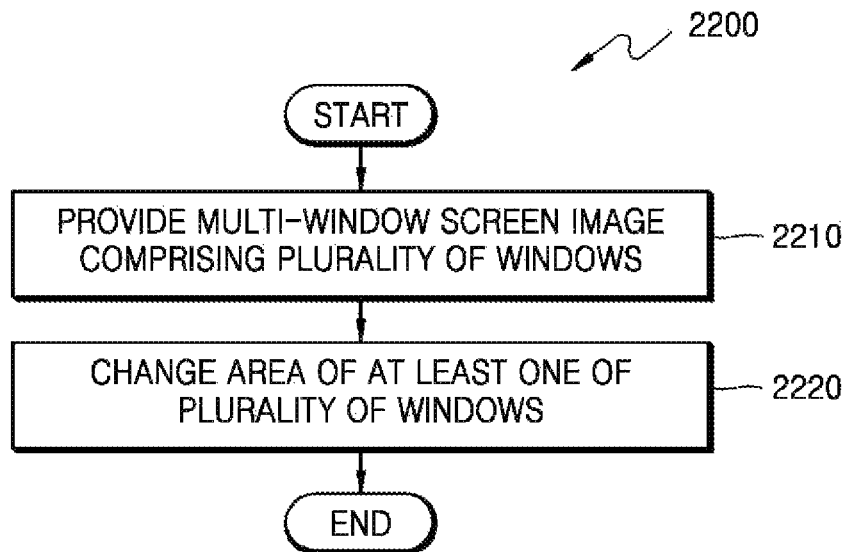 2200
START
PROVIDE MULTI-WINDOW SCREEN IMAGE
COMPRISING PLURALITY OF WINDOWS
2210
CHANGE AREA OF AT LEAST ONE OF
PLURALITY OF WINDOWS
2220
END